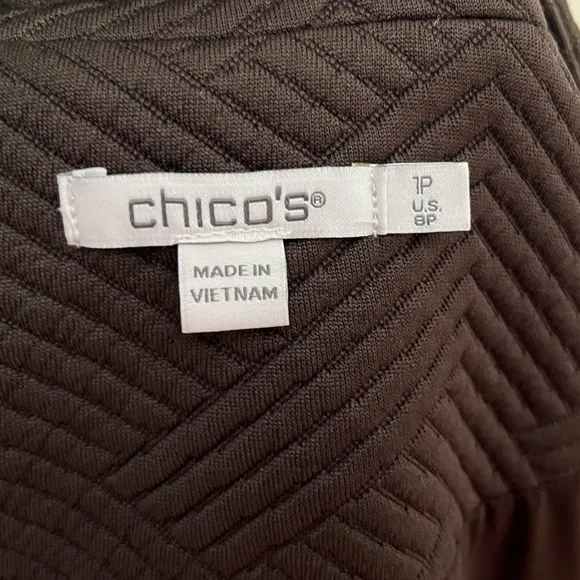 chico's®
1P
U.S.
8P
MADE IN
VIETNAM